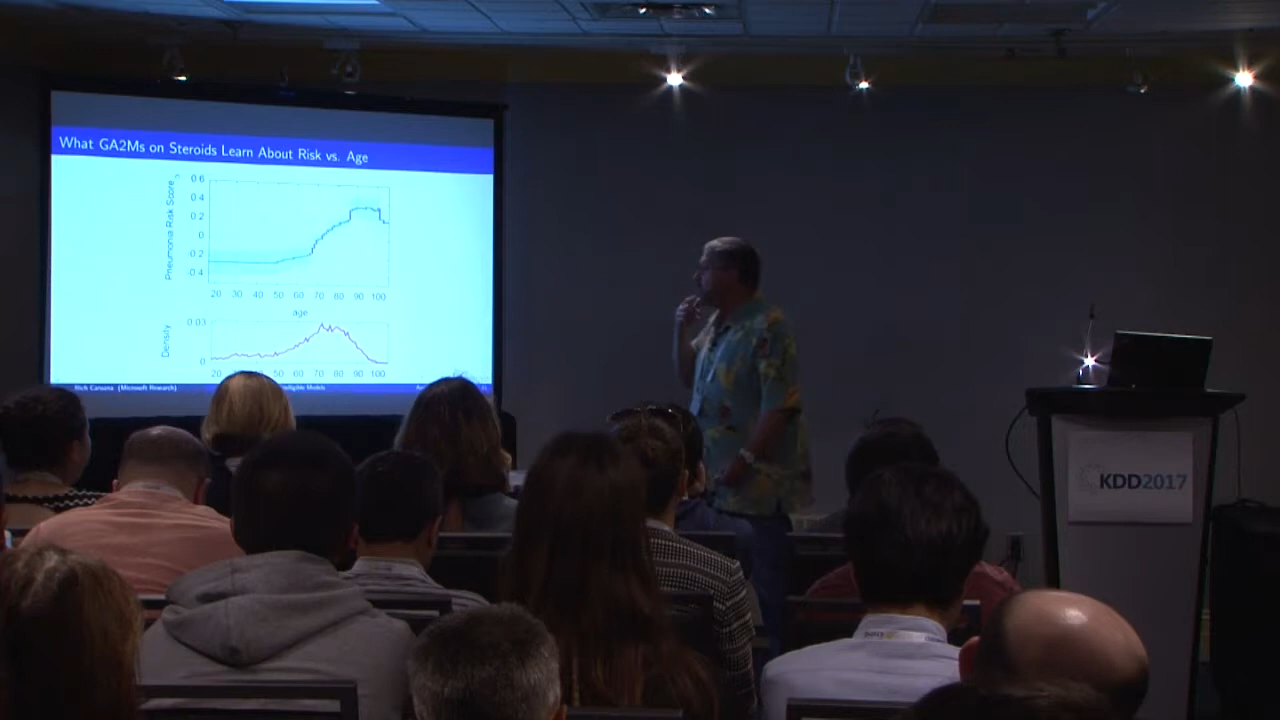 What GA2Ms on Steroids Learn About Risk vs. Age
Pneumonia Risk Score
0.6
0.4
0.2
0
-0.2
-0.4
20 30 40 50 60 70 80 90 100
age
Density
0.03
0
20 30 40 50 60 70 80 90 100
Rich Caruana (Microsoft Research)
Intelligible Models
KDD2017